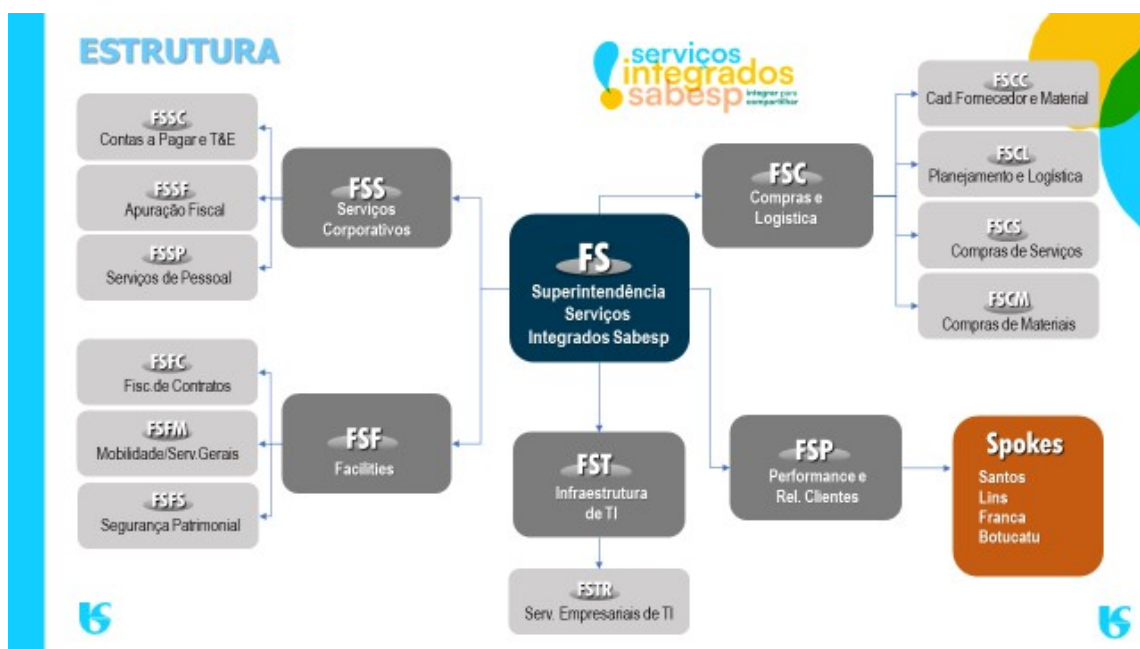 ESTRUTURA
serviços
integrados
sabesp
integrar para
compartilhar
FSSC
Contas a Pagar e T&E
FSSF
Apuração Fiscal
FSSP
Serviços de Pessoal
FSS
Serviços
Corporativos
FSFC
Fisc.de Contratos
FSFM
Mobilidade/Serv.Gerais
FSFS
Segurança Patrimonial
FSF
Facilities
FS
Superintendência
Serviços
Integrados Sabesp
FST
Infraestrutura
de TI
FSTR
Serv. Empresariais de TI
FSC
Compras e
Logística
FSCC
Cad.Fornecedor e Material
FSCL
Planejamento e Logística
FSCS
Compras de Serviços
FSCM
Compras de Materiais
FSP
Performance e
Rel. Clientes
Spokes
Santos
Lins
Franca
Botucatu